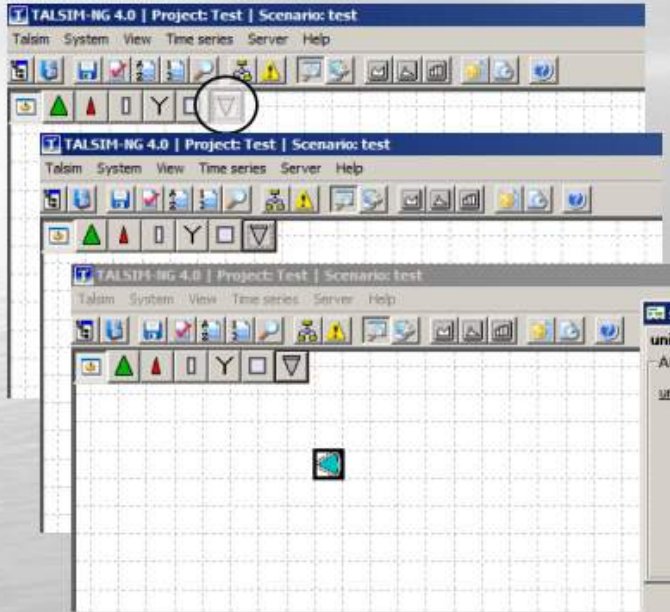 TALSIM-NG 4.0 | Project: Test | Scenario: test
Talsim System View Time series Server Help
TALSIM-NG 4.0 | Project: Test | Scenario: test
Talsim System View Time series Server Help
TALSIM-NG 4.0 | Project: Test | Scenario: test
Talsim System View Time series Server Help
uni
A